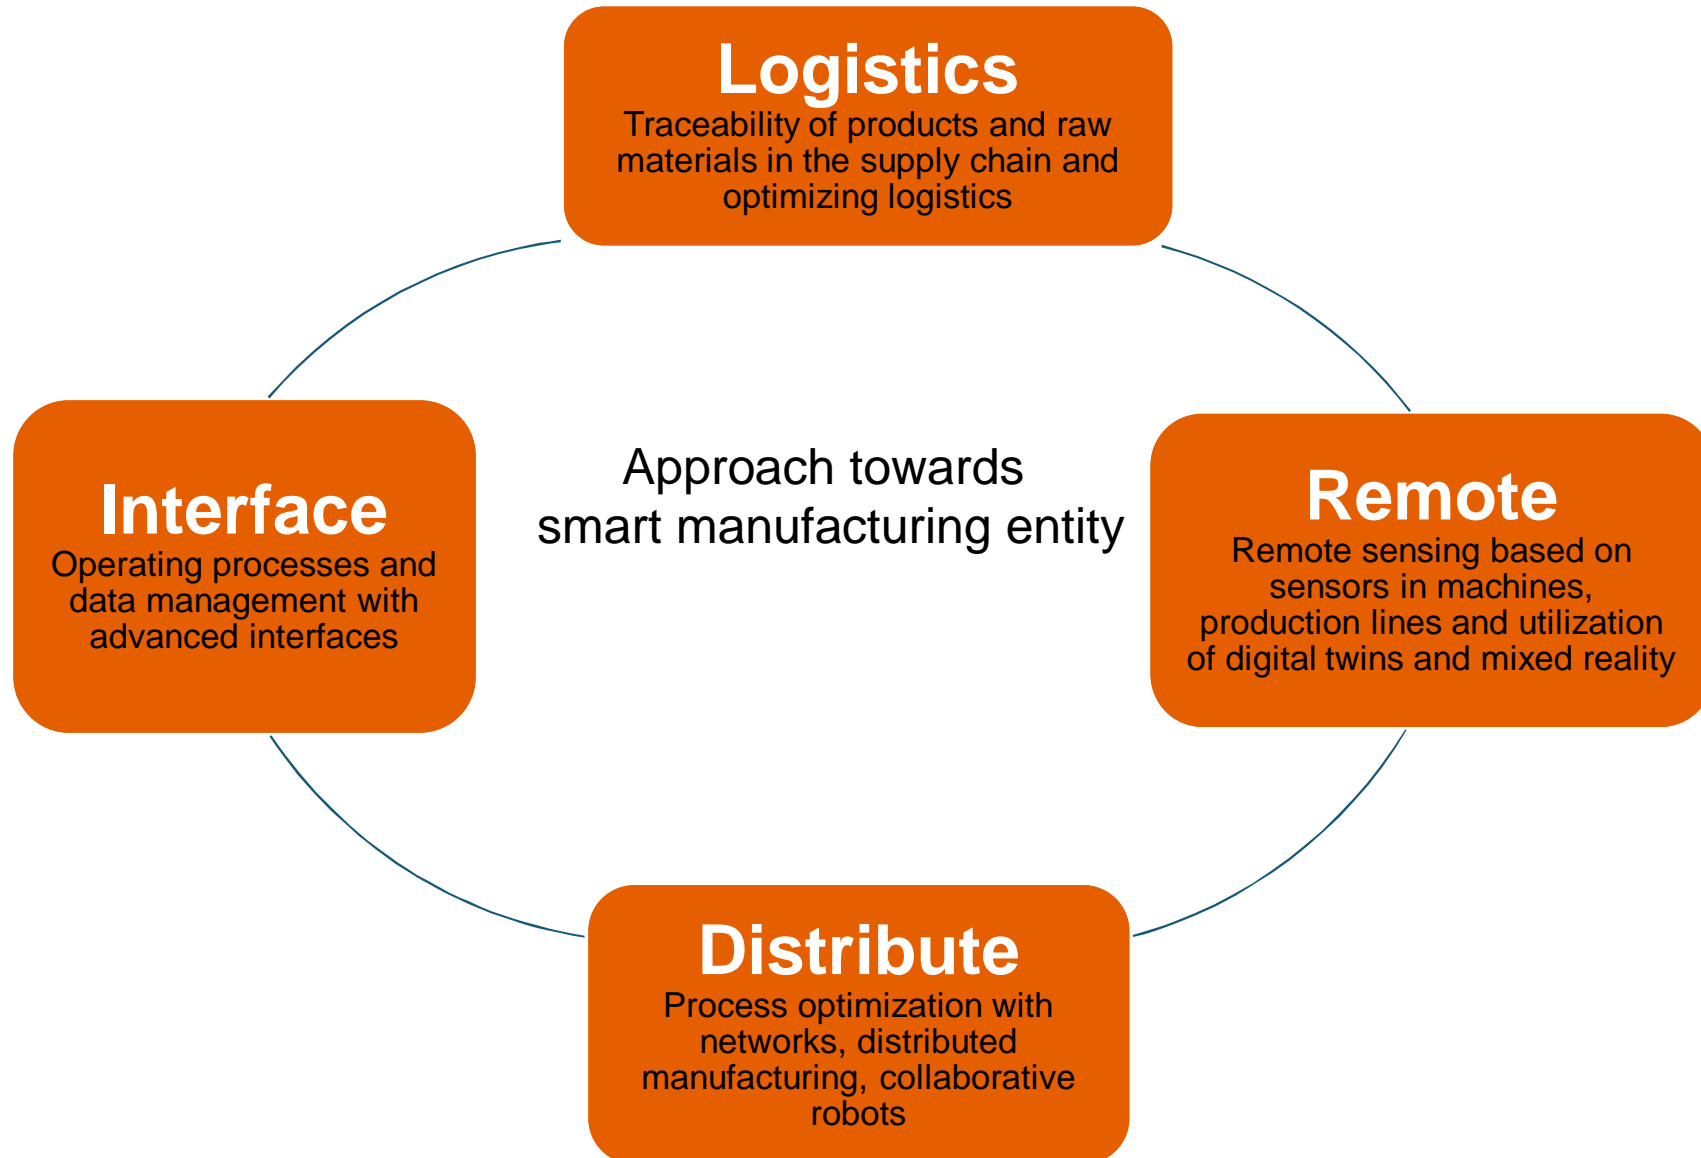 Logistics
Traceability of products and raw
materials in the supply chain and
optimizing logistics
Approach towards
smart manufacturing entity
Interface
Operating processes and
data management with
advanced interfaces
Remote
Remote sensing based on
sensors in machines,
production lines and utilization
of digital twins and mixed reality
Distribute
Process optimization with
networks, distributed
manufacturing, collaborative
robots